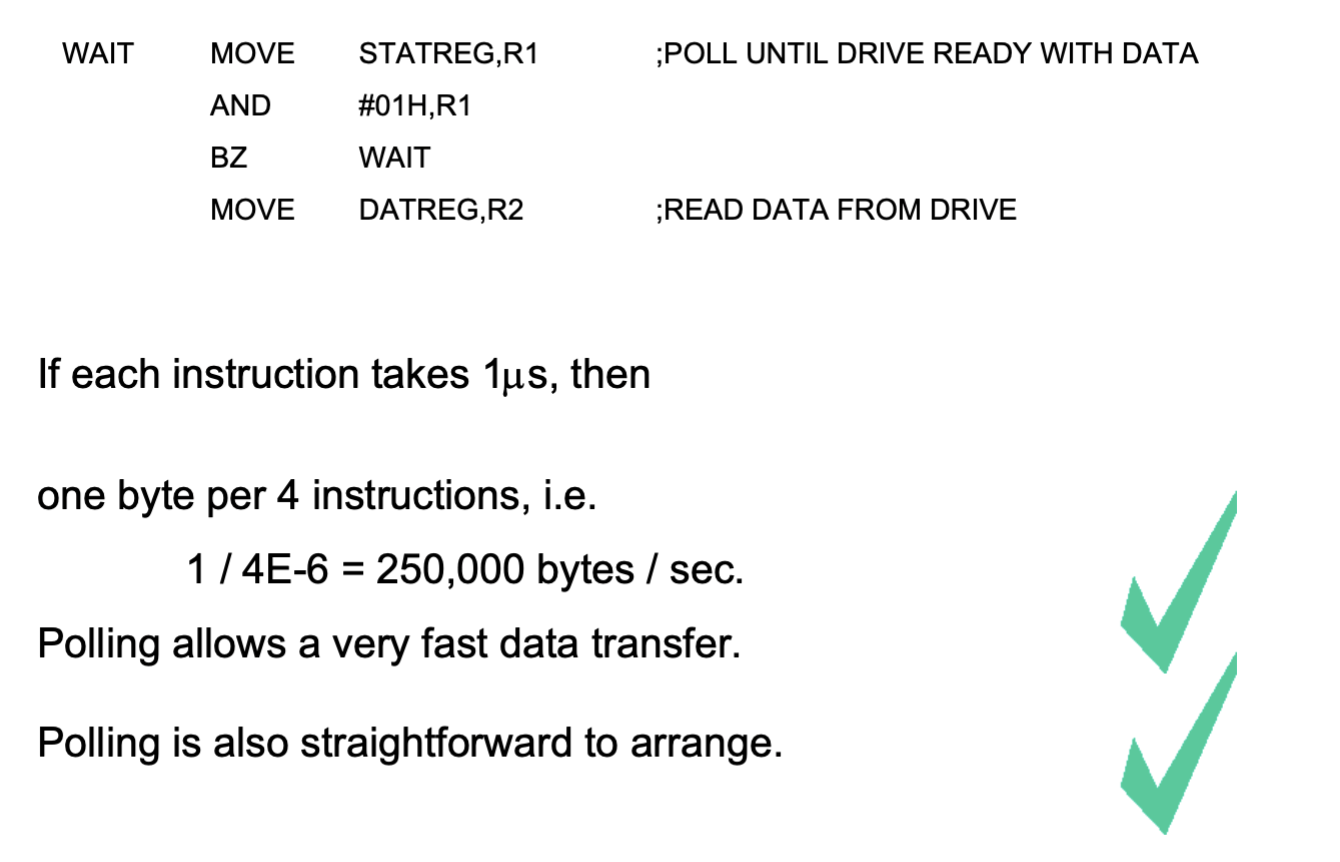 WAIT MOVE STATREG,R1 ;POLL UNTIL DRIVE READY WITH DATA
AND #01H,R1
BZ WAIT
MOVE DATREG,R2 ;READ DATA FROM DRIVE
If each instruction takes 1μs, then
one byte per 4 instructions, i.e.
1 / 4E-6 = 250,000 bytes / sec.
Polling allows a very fast data transfer.
Polling is also straightforward to arrange.